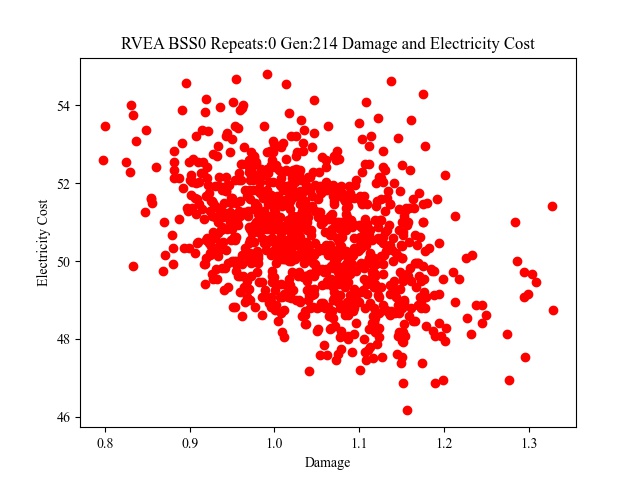 RVEA BSS0 Repeats:0 Gen:214 Damage and Electricity Cost
54
52
50
48
46
Electricity Cost
0.8 0.9 1.0 1.1 1.2 1.3
Damage